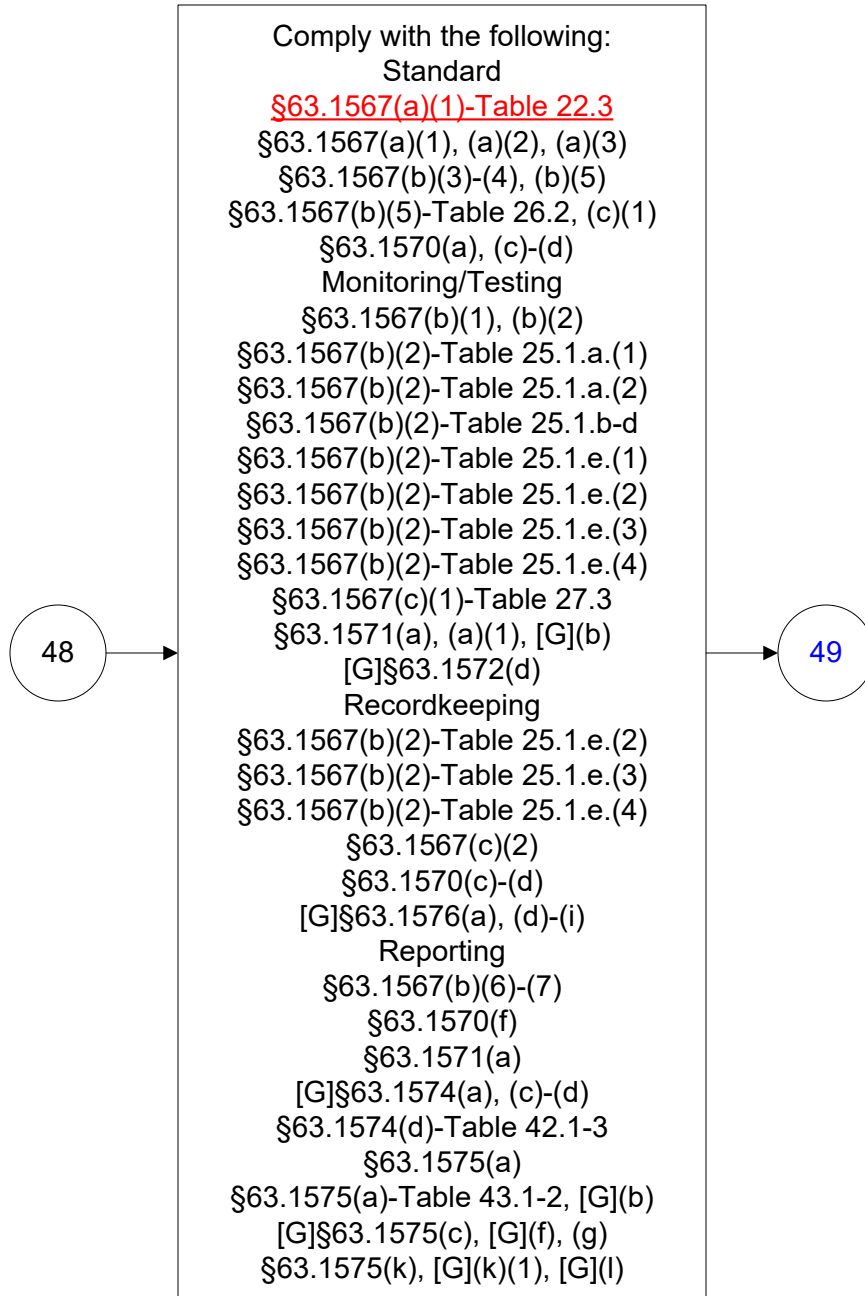 Comply with the following:
Standard
§63.1567(a)(1)-Table 22.3
§63.1567(a)(1), (a)(2), (a)(3)
§63.1567(b)(3)-(4), (b)(5)
§63.1567(b)(5)-Table 26.2, (c)(1)
§63.1570(a), (c)-(d)
Monitoring/Testing
§63.1567(b)(1), (b)(2)
§63.1567(b)(2)-Table 25.1.a.(1)
§63.1567(b)(2)-Table 25.1.a.(2)
§63.1567(b)(2)-Table 25.1.b-d
§63.1567(b)(2)-Table 25.1.e.(1)
§63.1567(b)(2)-Table 25.1.e.(2)
§63.1567(b)(2)-Table 25.1.e.(3)
§63.1567(b)(2)-Table 25.1.e.(4)
§63.1567(c)(1)-Table 27.3
§63.1571(a), (a)(1), [G](b)
[G]§63.1572(d)
Recordkeeping
§63.1567(b)(2)-Table 25.1.e.(2)
§63.1567(b)(2)-Table 25.1.e.(3)
§63.1567(b)(2)-Table 25.1.e.(4)
§63.1567(c)(2)
§63.1570(c)-(d)
[G]§63.1576(a), (d)-(i)
Reporting
§63.1567(b)(6)-(7)
§63.1570(f)
§63.1571(a)
[G]§63.1574(a), (c)-(d)
§63.1574(d)-Table 42.1-3
§63.1575(a)
§63.1575(a)-Table 43.1-2, [G](b)
[G]§63.1575(c), [G](f), (g)
§63.1575(k), [G](k)(1), [G](l)
48
49